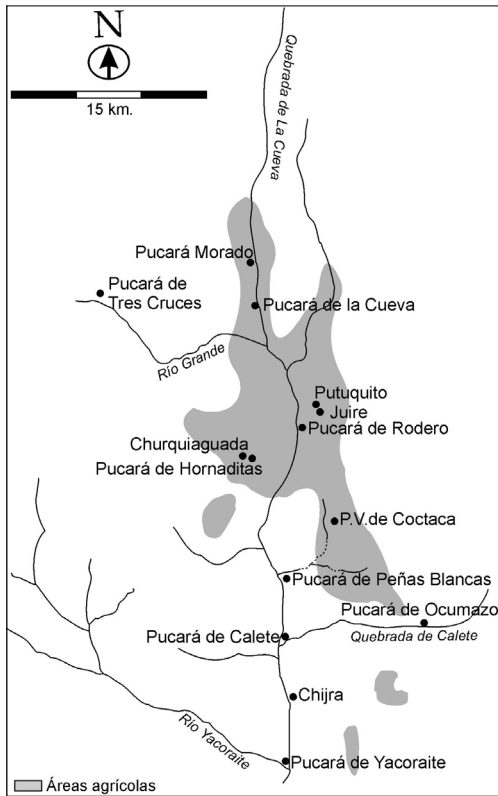 N
15 km.
Quebrada de La Cueva
Pucará Morado
Pucará de
Tres Cruces
Pucará de la Cueva
Río Grande
Putuquito
Juire
Pucará de Rodero
Churquiaguada
Pucará de Hornaditas
P.V.de Coctaca
Pucará de Peñas Blancas
Pucará de Ocumazo
Pucará de Calete
Quebrada de Calete
Chijra
Río Yacoraite
Pucará de Yacoraite
Áreas agrícolas